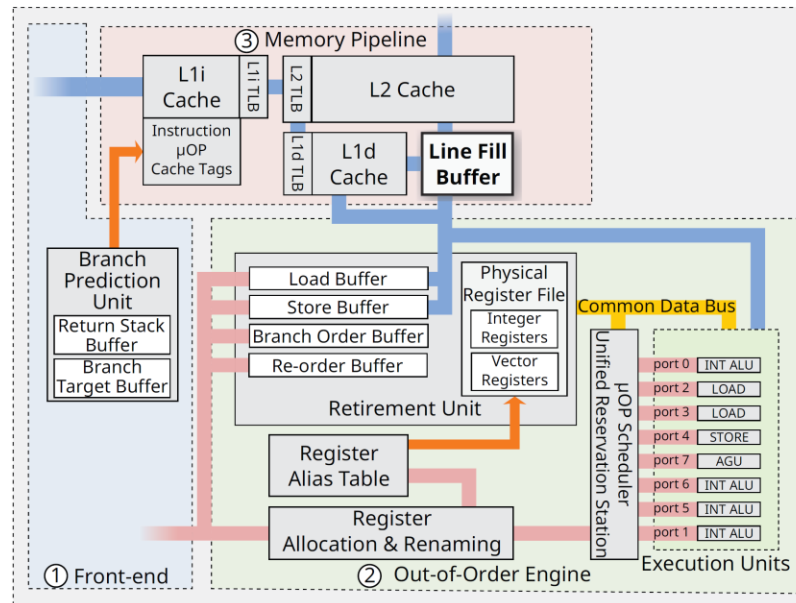 ③ Memory Pipeline
L1i
Cache
L1i TLB
L2 TLB
L2 Cache
Instruction
μOP
Cache Tags
L1d TLB
L1d
Cache
Line Fill
Buffer
Branch
Prediction
Unit
Return Stack
Buffer
Branch
Target Buffer
Load Buffer
Store Buffer
Branch Order Buffer
Re-order Buffer
Physical
Register File
Integer
Registers
Vector
Registers
Retirement Unit
Common Data Bus
Register
Alias Table
Register
Allocation & Renaming
μOP Scheduler
Unified Reservation Station
port 0 INT ALU
port 2 LOAD
port 3 LOAD
port 4 STORE
port 7 AGU
port 6 INT ALU
port 5 INT ALU
port 1 INT ALU
Execution Units
① Front-end
② Out-of-Order Engine